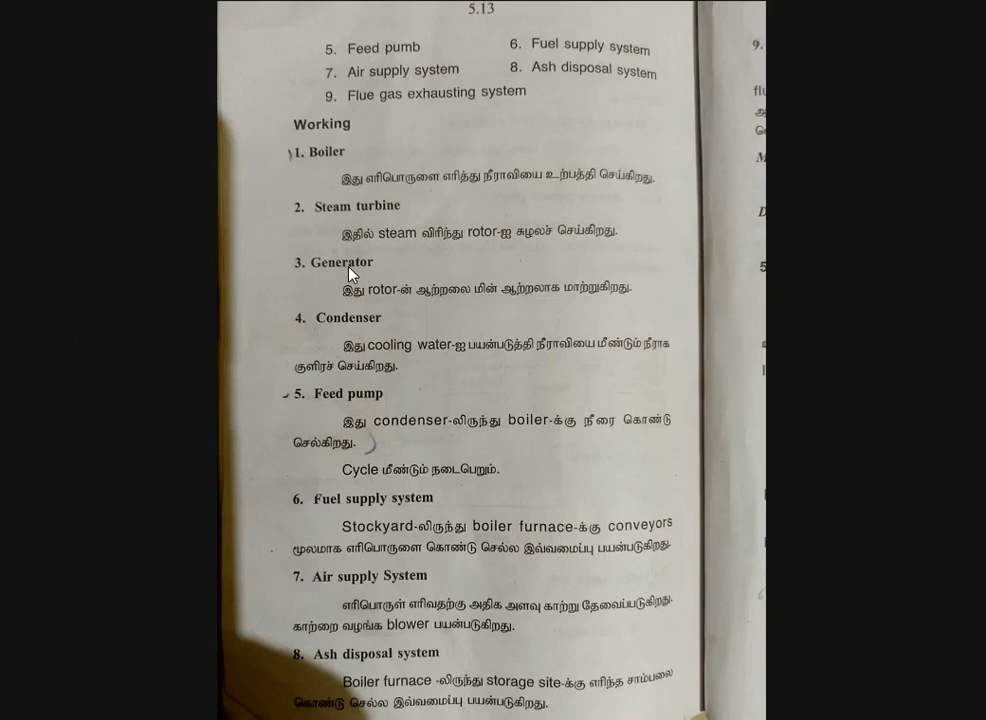 5.13
5. Feed pumb 6. Fuel supply system
7. Air supply system 8. Ash disposal system
9. Flue gas exhausting system
Working
1. Boiler
இது எரிபொருளை எரித்து நீராவியை உற்பத்தி செய்கிறது.
2. Steam turbine
இதில் steam விரிந்து rotor-ஐ சுழலச் செய்கிறது.
3. Generator
இது rotor-ன் ஆற்றலை மின் ஆற்றலாக மாற்றுகிறது.
4. Condenser
இது cooling water-ஐ பயன்படுத்தி நீராவியை மீண்டும் நீராக
குளிரச் செய்கிறது.
5. Feed pump
இது condenser-லிருந்து boiler-க்கு நீரை கொண்டு
செல்கிறது.
Cycle மீண்டும் நடைபெறும்.
6. Fuel supply system
Stockyard-லிருந்து boiler furnace-க்கு conveyors
மூலமாக எரிபொருளை கொண்டு செல்ல இவ்வமைப்பு பயன்படுகிறது.
7. Air supply System
எரிபொருள் எரிவதற்கு அதிக அளவு காற்று தேவைப்படுகிறது.
காற்றை வழங்க blower பயன்படுகிறது.
8. Ash disposal system
Boiler furnace -லிருந்து storage site-க்கு எரிந்த சாம்பலை
கொண்டு செல்ல இவ்வமைப்பு பயன்படுகிறது.
9.